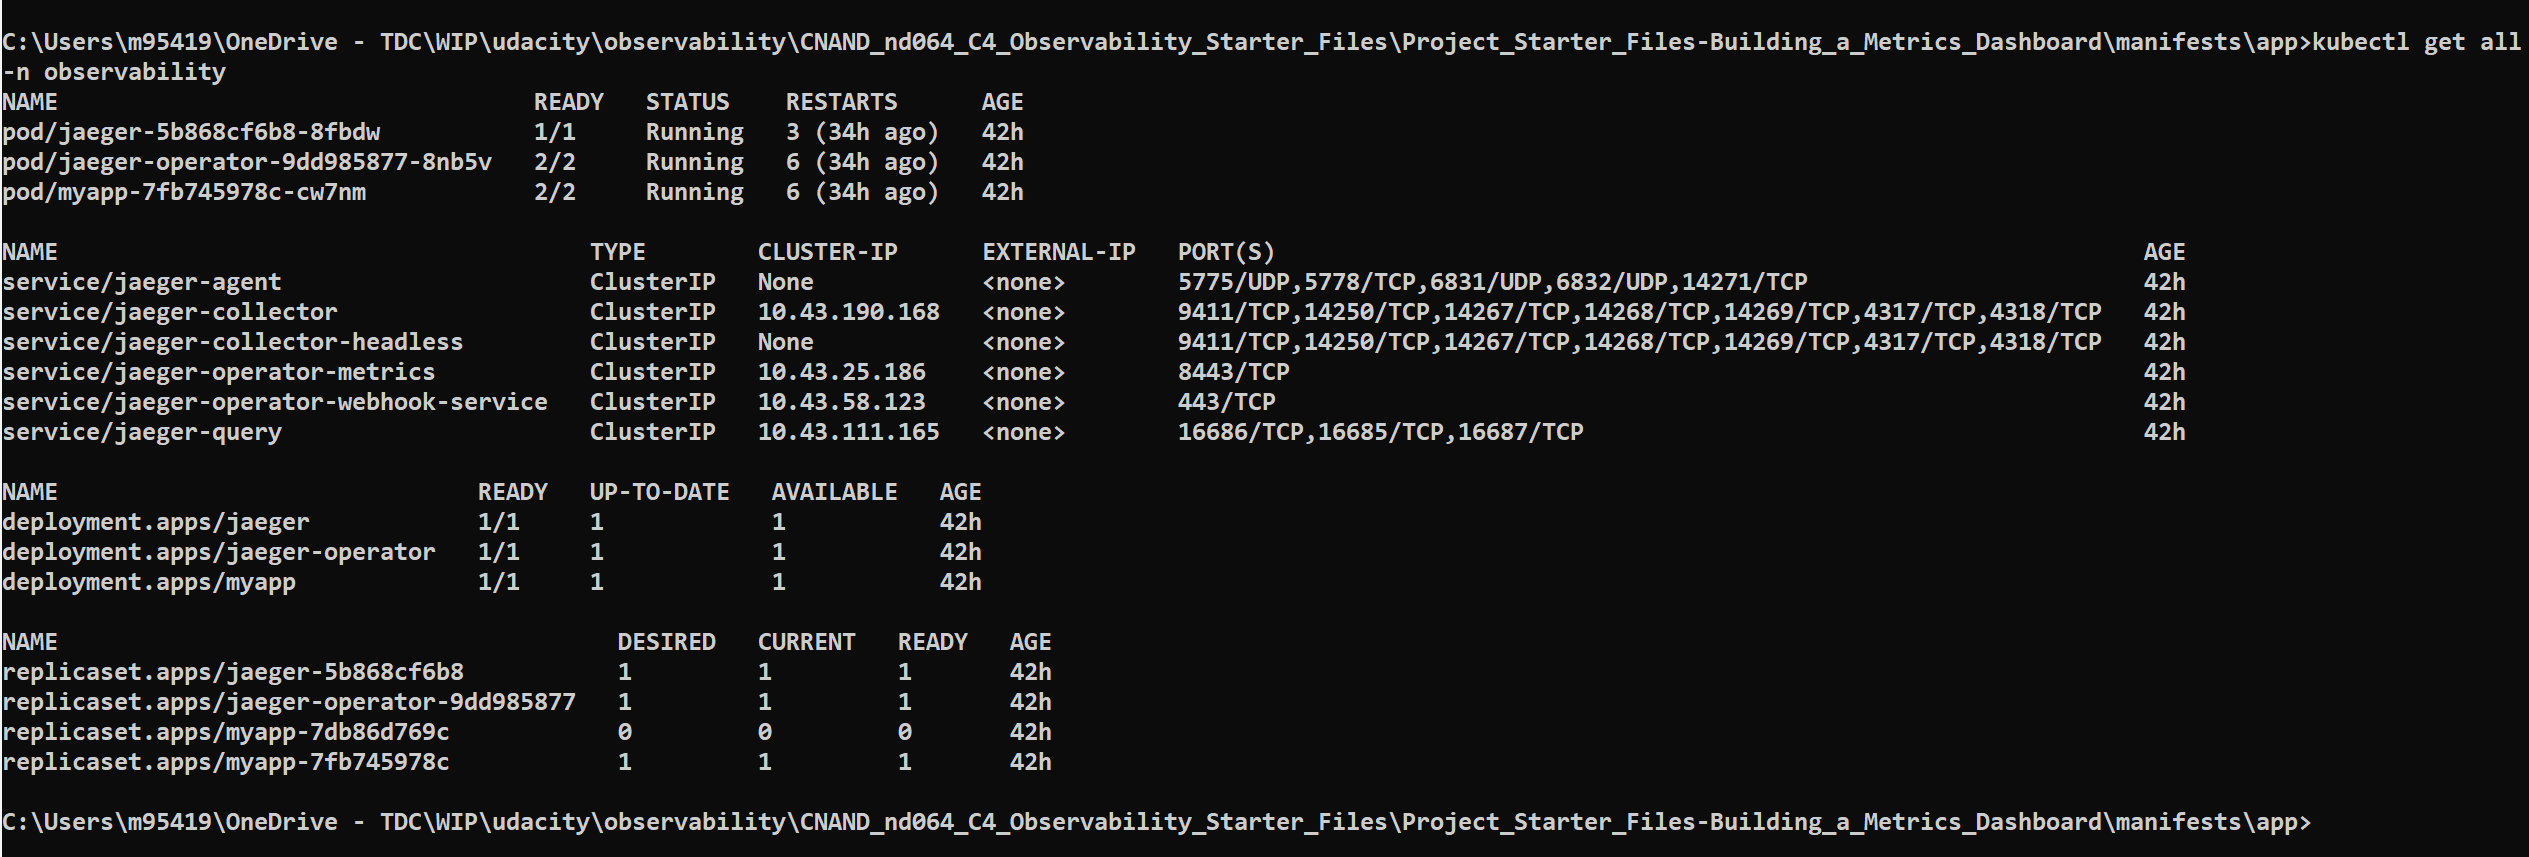 C:\Users\m95419\OneDrive - TDC\WIP\udacity\observability\CNAND_nd064_C4_Observability_Starter_Files\Project_Starter_Files-Building_a_Metrics_Dashboard\manifests\app>kubectl get all
-n observability
NAME READY STATUS RESTARTS AGE
pod/jaeger-5b868cf6b8-8fbdw 1/1 Running 3 (34h ago) 42h
pod/jaeger-operator-9dd985877-8nb5v 2/2 Running 6 (34h ago) 42h
pod/myapp-7fb745978c-cw7nm 2/2 Running 6 (34h ago) 42h
NAME TYPE CLUSTER-IP EXTERNAL-IP PORT(S) AGE
service/jaeger-agent ClusterIP None <none> 5775/UDP,5778/TCP,6831/UDP,6832/UDP,14271/TCP 42h
service/jaeger-collector ClusterIP 10.43.190.168 <none> 9411/TCP,14250/TCP,14267/TCP,14268/TCP,14269/TCP,4317/TCP,4318/TCP 42h
service/jaeger-collector-headless ClusterIP None <none> 9411/TCP,14250/TCP,14267/TCP,14268/TCP,14269/TCP,4317/TCP,4318/TCP 42h
service/jaeger-operator-metrics ClusterIP 10.43.25.186 <none> 8443/TCP 42h
service/jaeger-operator-webhook-service ClusterIP 10.43.58.123 <none> 443/TCP 42h
service/jaeger-query ClusterIP 10.43.111.165 <none> 16686/TCP,16685/TCP,16687/TCP 42h
NAME READY UP-TO-DATE AVAILABLE AGE
deployment.apps/jaeger 1/1 1 1 42h
deployment.apps/jaeger-operator 1/1 1 1 42h
deployment.apps/myapp 1/1 1 1 42h
NAME DESIRED CURRENT READY AGE
replicaset.apps/jaeger-5b868cf6b8 1 1 1 42h
replicaset.apps/jaeger-operator-9dd985877 1 1 1 42h
replicaset.apps/myapp-7db86d769c 0 0 0 42h
replicaset.apps/myapp-7fb745978c 1 1 1 42h
C:\Users\m95419\OneDrive - TDC\WIP\udacity\observability\CNAND_nd064_C4_Observability_Starter_Files\Project_Starter_Files-Building_a_Metrics_Dashboard\manifests\app>